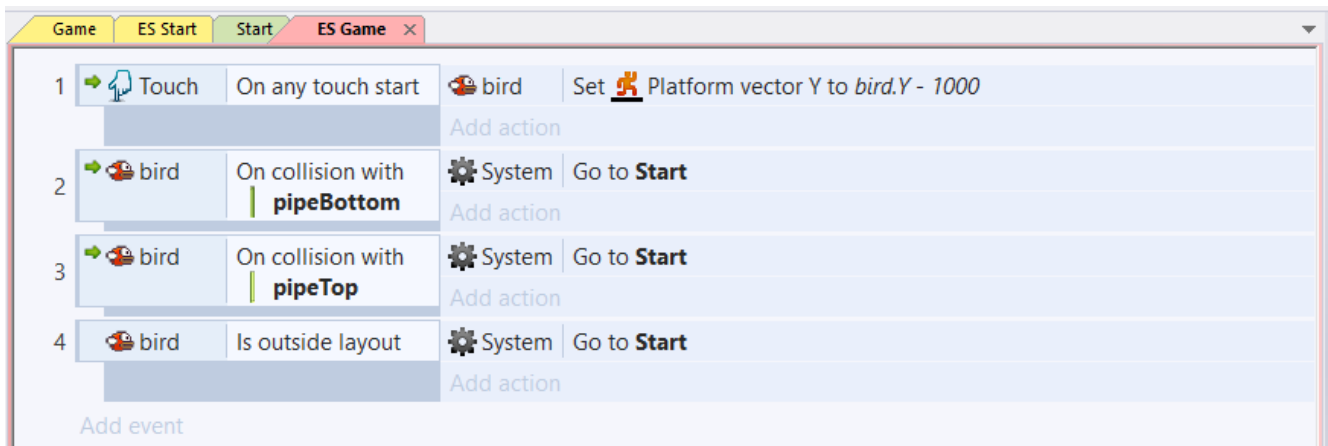 Game ES Start Start ES Game ×
1 Touch On any touch start bird Set Platform vector Y to bird.Y - 1000
Add action
2 bird On collision with System Go to Start
pipeBottom
Add action
3 bird On collision with System Go to Start
pipeTop
Add action
4 bird Is outside layout System Go to Start
Add action
Add event